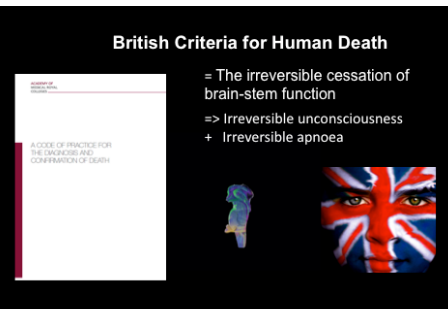 British Criteria for Human Death
ACADEMY OF
MEDICAL ROYAL
COLLEGES
A CODE OF PRACTICE FOR
THE DIAGNOSIS AND
CONFIRMATION OF DEATH
= The irreversible cessation of
brain-stem function
=> Irreversible unconsciousness
+ Irreversible apnoea